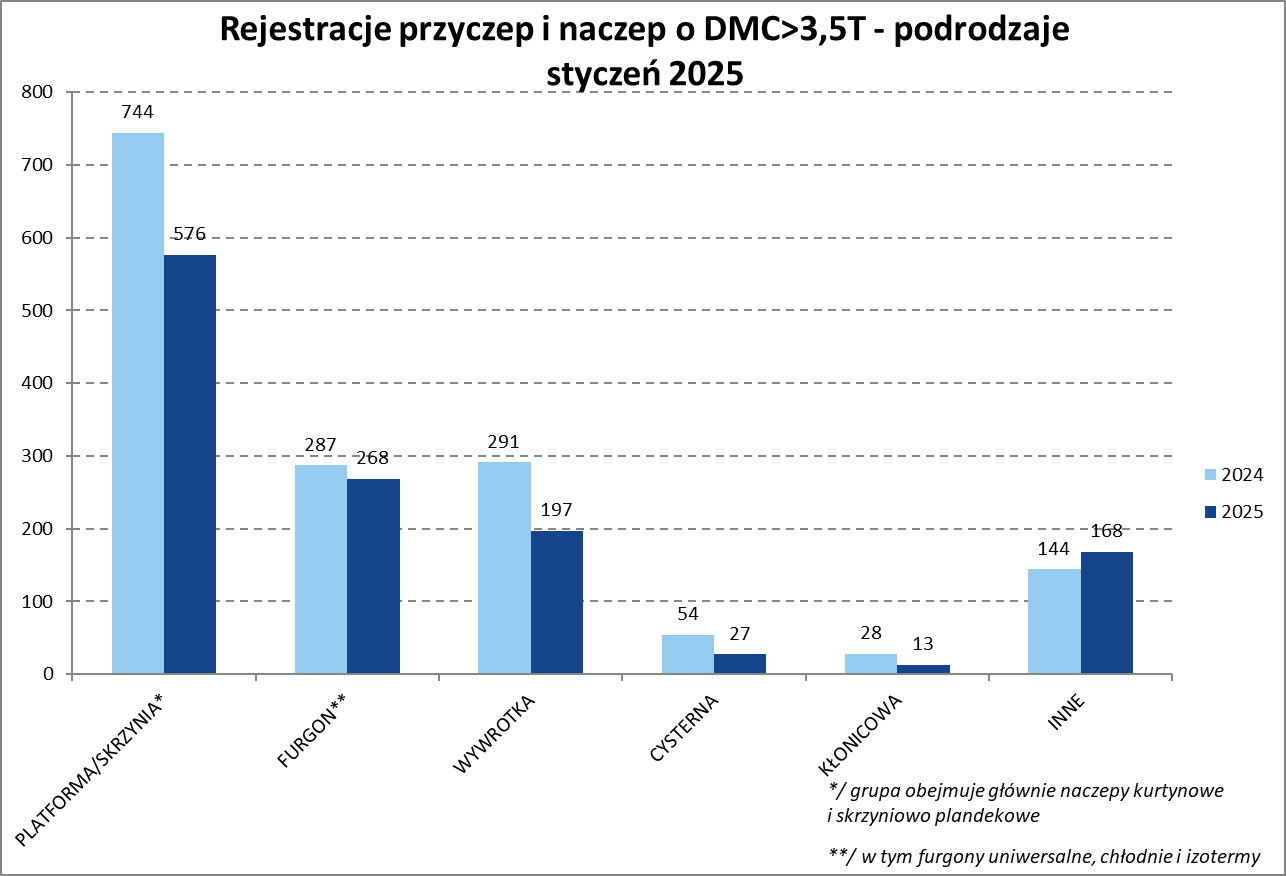 Rejestracje przyczep i naczep o DMC>3,5T - podrodzaje
styczeń 2025
800
700
600
500
400
300
200
100
0
744
576
287
268
291
197
54
27
28
13
144
168
PLATFORMA/SKRZYNIA*
FURGON**
WYWROTKA
CYSTERNA
KŁONICOWA
INNE
2024
2025
*/ grupa obejmuje głównie naczepy kurtynowe
i skrzyniowo plandekowe
**/ w tym furgony uniwersalne, chłodnie i izotermy